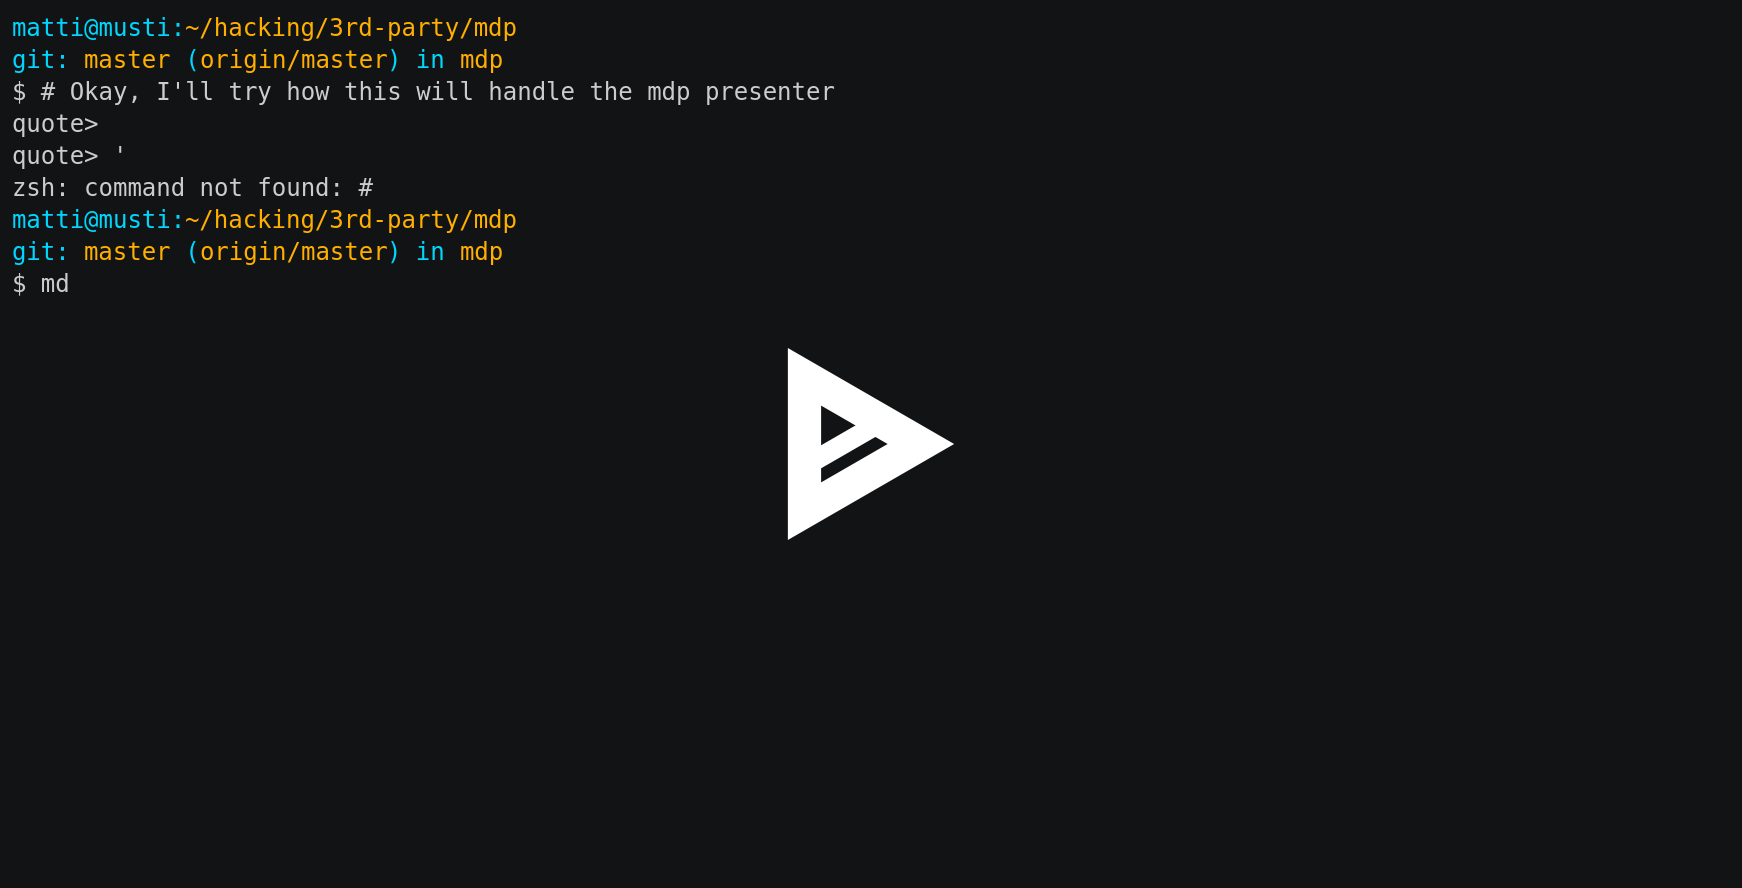 matti@musti:~/hacking/3rd-party/mdp
git: master (origin/master) in mdp
$ # Okay, I'll try how this will handle the mdp presenter
quote>
quote> '
zsh: command not found: #
matti@musti:~/hacking/3rd-party/mdp
git: master (origin/master) in mdp
$ md